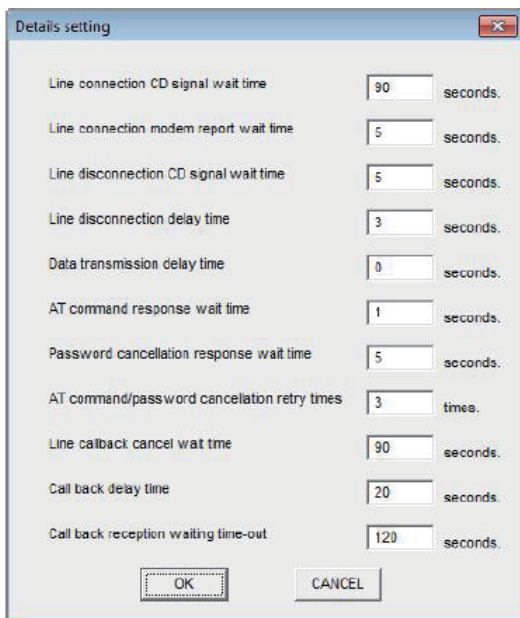 Details setting
Line connection CD signal wait time 90 seconds.
Line connection modem report wait time 5 seconds.
Line disconnection CD signal wait time 5 seconds.
Line disconnection delay time 3 seconds.
Data transmission delay time 0 seconds.
AT command response wait time 1 seconds.
Password cancellation response wait time 5 seconds.
AT command/password cancellation retry times 3 times.
Line callback cancel wait time 90 seconds.
Call back delay time 20 seconds.
Call back reception waiting time-out 120 seconds.
OK CANCEL